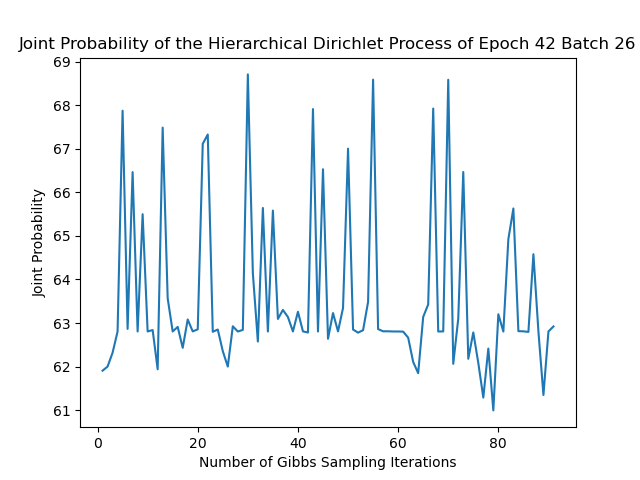 Joint Probability of the Hierarchical Dirichlet Process of Epoch 42 Batch 26
69
68
67
66
65
64
63
62
61
Joint Probability
0 20 40 60 80
Number of Gibbs Sampling Iterations